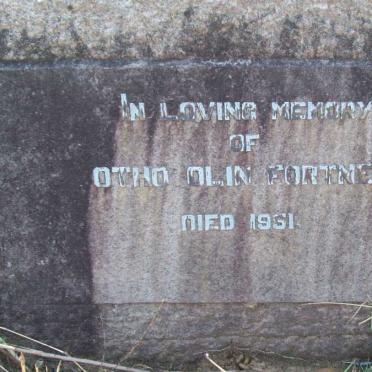 IN LOVING MEMORY
OF
OTHO OLIN FORTNE
DIED 1951.